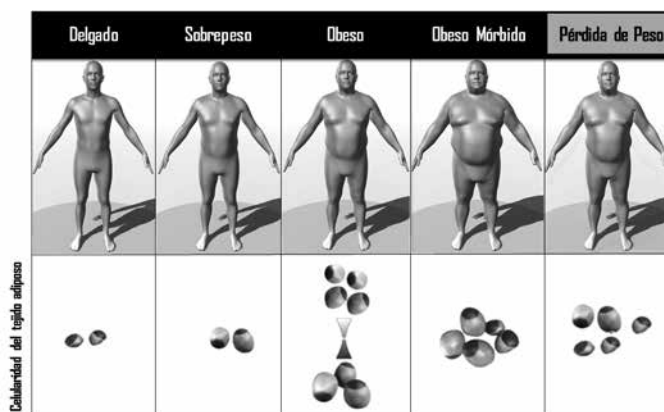 Delgado
Sobrepeso
Obeso
Obeso Mórbido
Pérdida de Peso
Celularidad del tejido adiposo